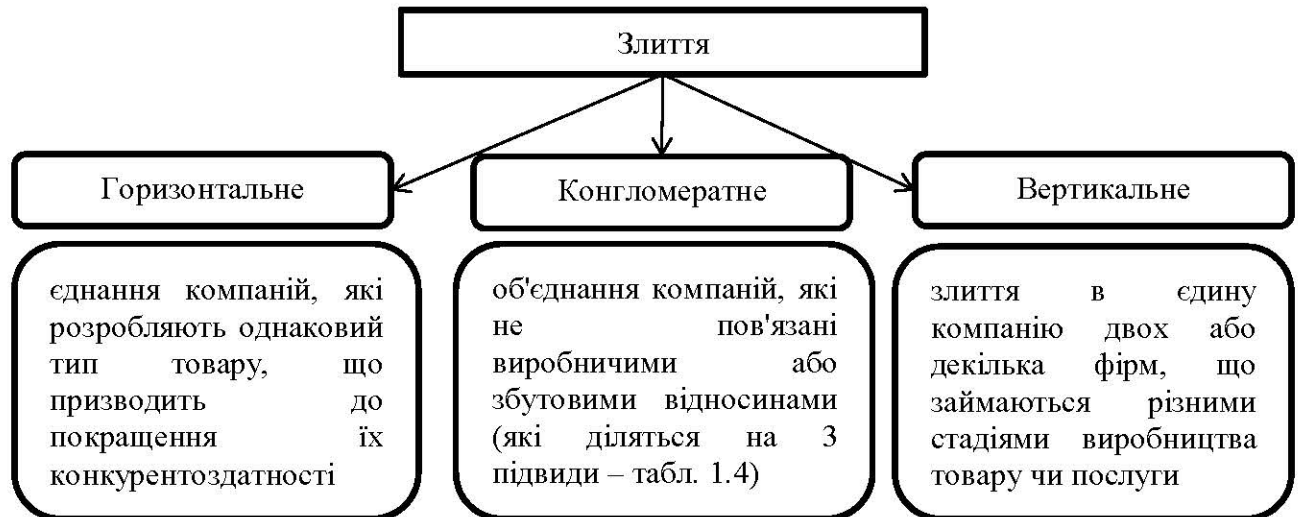 Злиття
Горизонтальне
Конгломератне
Вертикальне
єднання компаній, які
розробляють однаковий
тип товару, що
призводить до
покращення їх
конкурентоздатності
об'єднання компаній, які
не пов'язані
виробничими або
збутовими відносинами
(які діляться на 3
підвиди – табл. 1.4)
злиття в єдину
компанію двох або
декілька фірм, що
займаються різними
стадіями виробництва
товару чи послуги